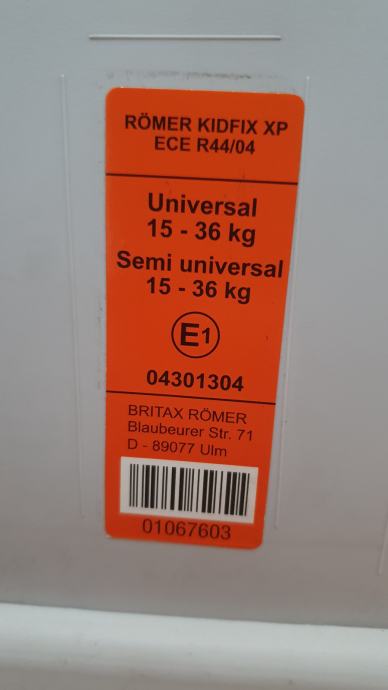 RÖMER KIDFIX XP
ECE R44/04
Universal
15 - 36 kg
Semi universal
15 - 36 kg
E1
04301304
BRITAX RÖMER
Blaubeurer Str. 71
D - 89077 Ulm
01067603